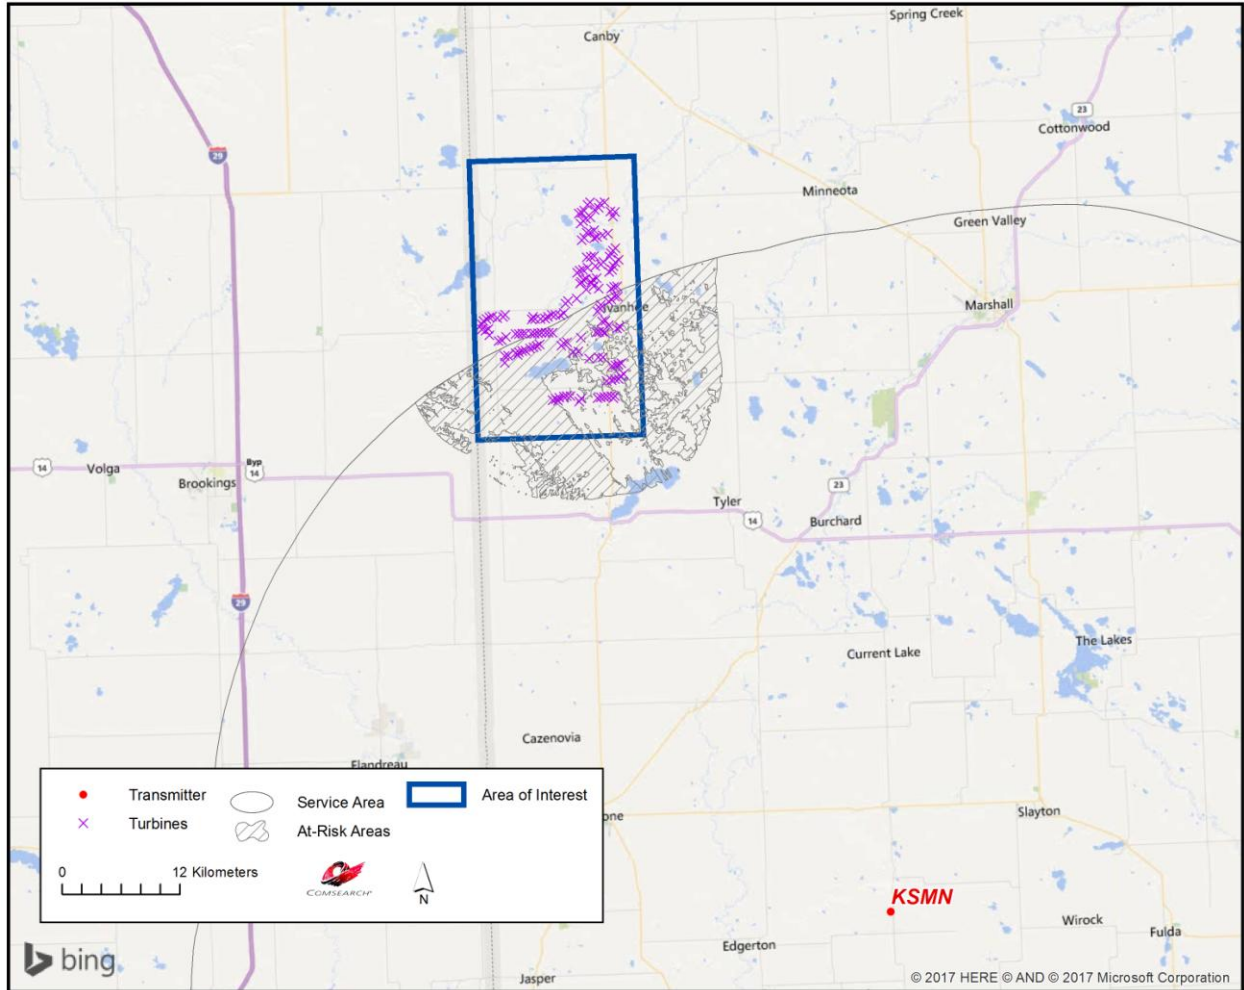 Spring Creek
Canby
23
Cottonwood
29
Minneota
Green Valley
Marshall
Ivanhoe
14
Volga
Byp
14
Brookings
23
Tyler
14
Burchard
29
The Lakes
Current Lake
Cazenovia
Flandreau
Transmitter
Service Area
Area of Interest
Turbines
At-Risk Areas
Slayton
one
0
12 Kilometers
COMSEARCH
N
KSMN
Wirock
Fulda
Edgerton
bing
Jasper
© 2017 HERE © AND © 2017 Microsoft Corporation